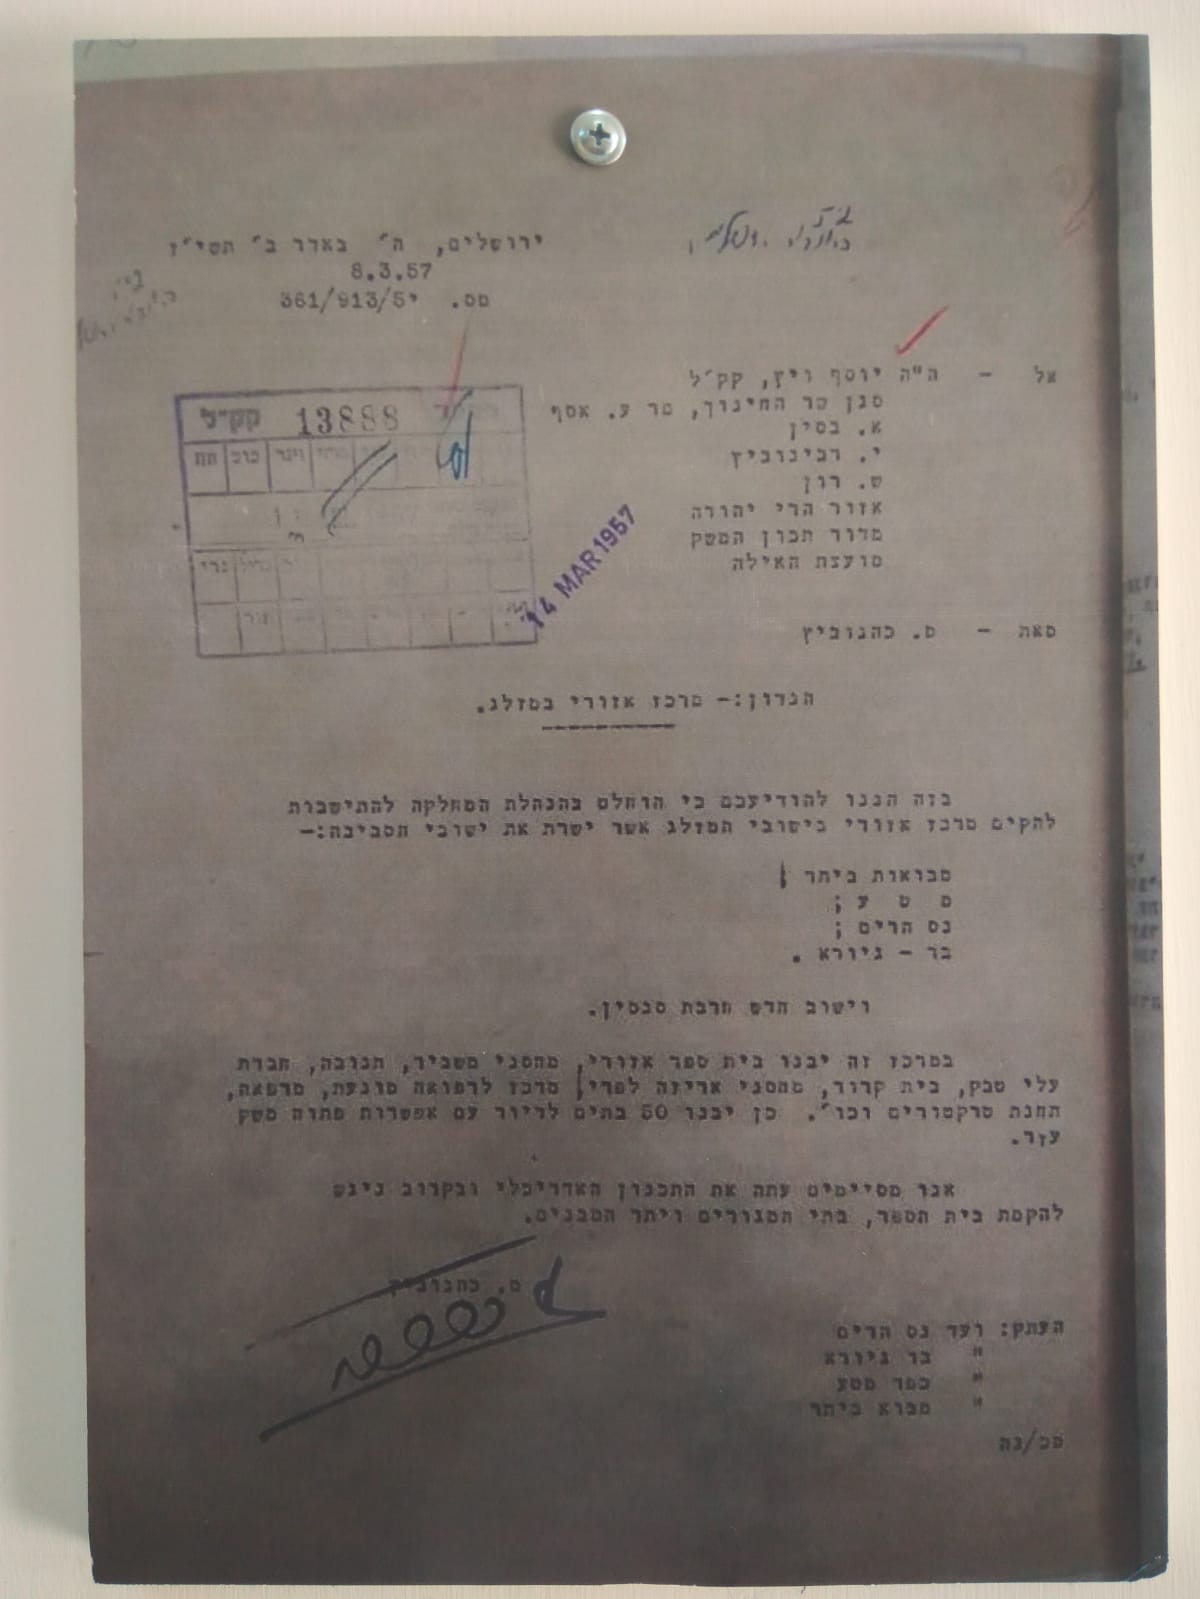 ירושלים, ה׳ באדר ב׳ תשי״ז
8.3.57
מס. י5/913/361
אל - ה"ה יוסף ויץ, קק״ל
סגן שר החינוך, מר ע. אסף
א. בסין
י. רבינוביץ
ש. רון
אזור הרי יהודה
מדור תכון המשק
מועצת האילה
קק״ל 13888
14 MAR 1957
מאת - ס. כהנוביץ
הנדון:- מרכז אזורי במזלג.
בזה הננו להודיעכם כי הוחלט בהנהלת המחלקה להתישבות
להקים מרכז אזורי בישובי המזלג אשר ישרת את ישובי הסביבה:-
מבואות ביתר ;
מ ט ע ;
נס הרים ;
בר - גיורא .
וישוב חדש חרבת סנסין.
במרכז זה יבנו בית ספר אזורי, מחסני משביר, תנובה, חברת
עלי טבק, בית קרור, מחסני אריזה לפרי, מרכז לרפואה מונעת, מרפאה,
תחנת טרקטורים וכו׳. כן יבנו 50 בתים לדיור עם אפשרות פתוח משק
עזר.
אנו מסיימים עתה את התכנון האדריכלי ובקרוב ניגש
להקמת בית הספר, בתי המגורים ויתר המבנים.
ס. כהנוביץ
העתק: ועד נס הרים
" בר גיורא
" כפר מטע
" מבוא ביתר
סכ/נה